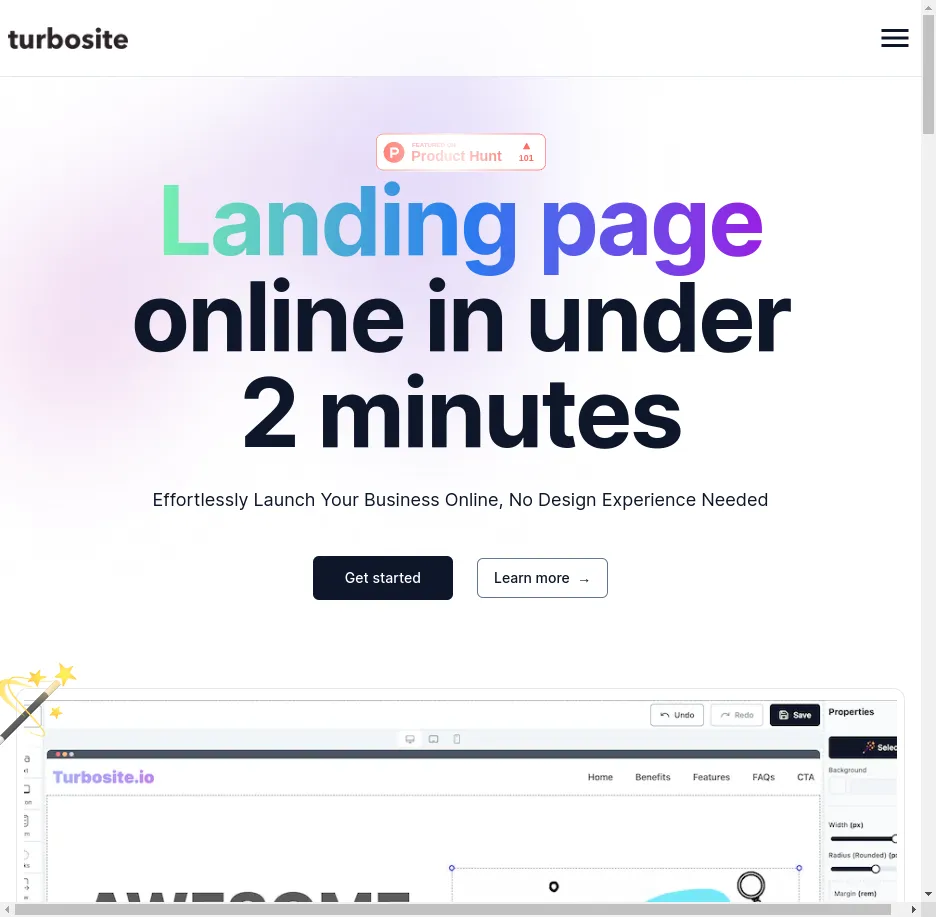 turbosite
FEATURED ON
Product Hunt
101
Landing page
online in under
2 minutes
Effortlessly Launch Your Business Online, No Design Experience Needed
Get started
Learn more →
Undo
Redo
Save
Properties
Turbosite.io
Home
Benefits
Features
FAQs
CTA
Background
Width (px)
Radius (Rounded)
Margin (rem)
AWESOME